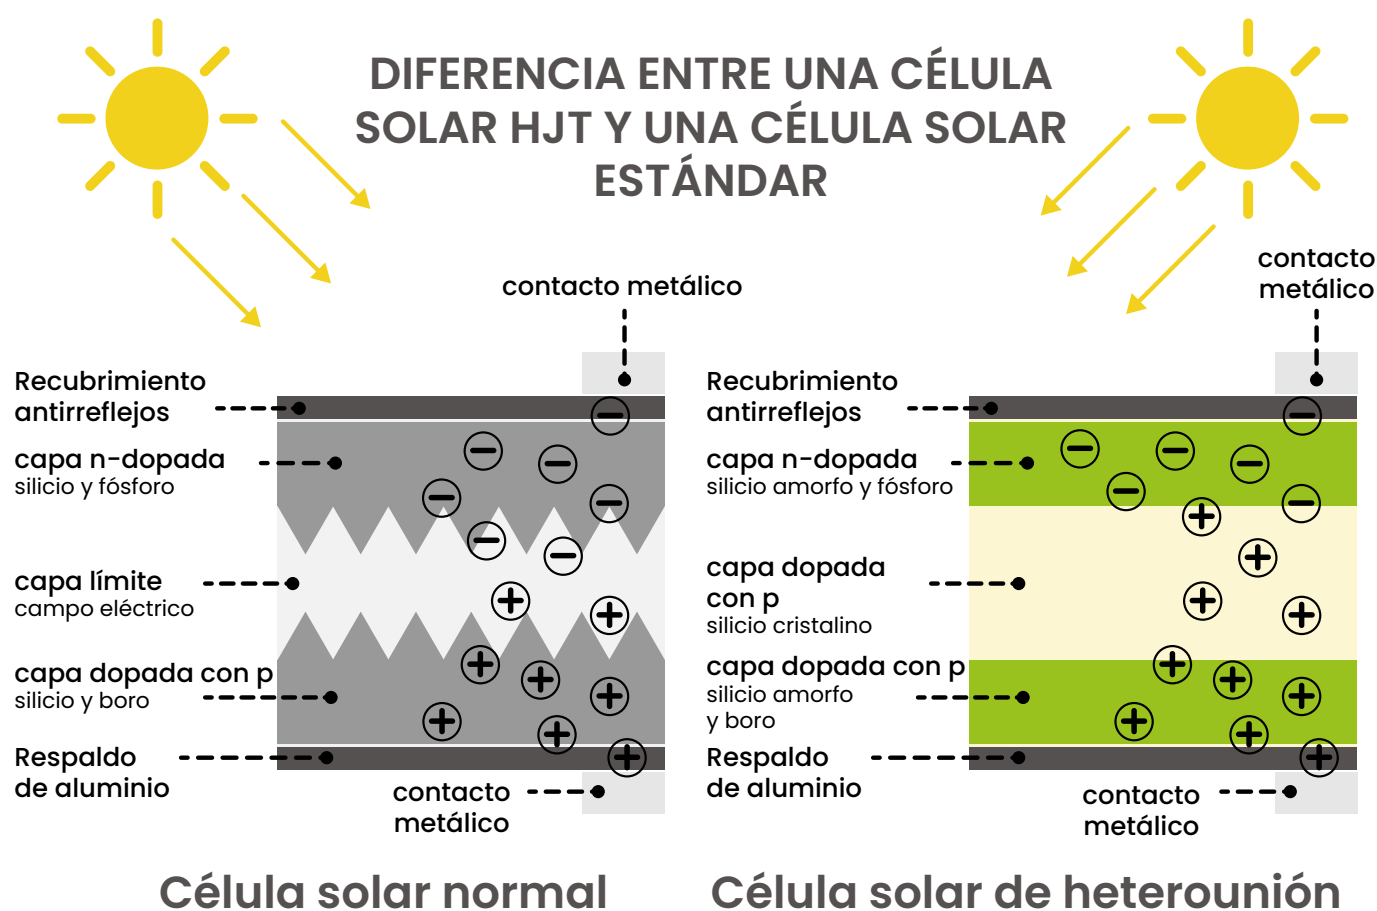 DIFERENCIA ENTRE UNA CÉLULA
SOLAR HJT Y UNA CÉLULA SOLAR
ESTÁNDAR
contacto metálico
Recubrimiento
antirreflejos
capa n-dopada
silicio y fósforo
capa límite
campo eléctrico
capa dopada con p
silicio y boro
Respaldo
de aluminio
contacto
metálico
Célula solar normal
contacto
metálico
Recubrimiento
antirreflejos
capa n-dopada
silicio amorfo y fósforo
capa dopada
con p
silicio cristalino
capa dopada con p
silicio amorfo
y boro
Respaldo
de aluminio
contacto
metálico
Célula solar de heterounión